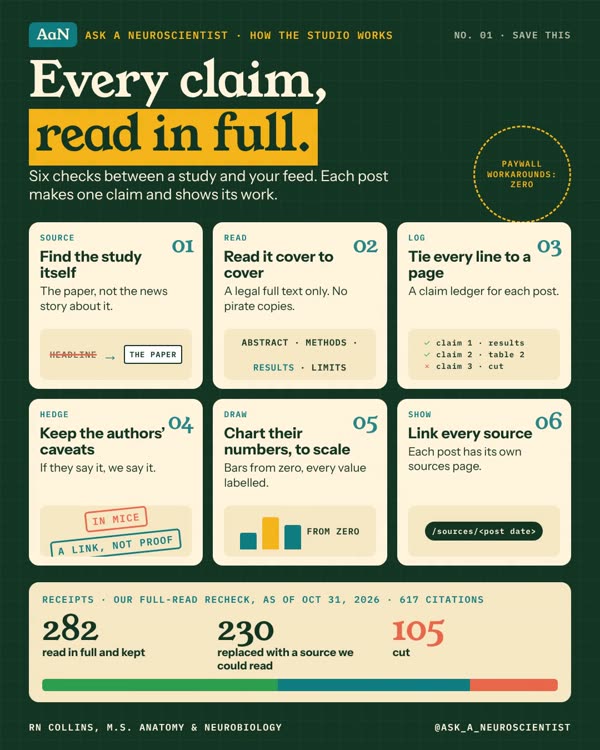 AaN
ASK A NEUROSCIENTIST · HOW THE STUDIO WORKS
NO. 01 · SAVE THIS
Every claim,
read in full.
Six checks between a study and your feed. Each post
makes one claim and shows its work.
PAYWALL
WORKAROUNDS:
ZERO
SOURCE
01
Find the study
itself
The paper, not the news
story about it.
HEADLINE → THE PAPER
READ
02
Read it cover to
cover
A legal full text only. No
pirate copies.
ABSTRACT · METHODS ·
RESULTS · LIMITS
LOG
03
Tie every line to a
page
A claim ledger for each post.
✓ claim 1 · results
✓ claim 2 · table 2
× claim 3 · cut
HEDGE
04
Keep the authors’
caveats
If they say it, we say it.
IN MICE
A LINK, NOT PROOF
DRAW
05
Chart their
numbers, to scale
Bars from zero, every value
labelled.
FROM ZERO
SHOW
06
Link every source
Each post has its own
sources page.
/sources/<post date>
RECEIPTS · OUR FULL-READ RECHECK, AS OF OCT 31, 2026 · 617 CITATIONS
282
read in full and kept
230
replaced with a source we
could read
105
cut
RN COLLINS, M.S. ANATOMY & NEUROBIOLOGY
@ASK_A_NEUROSCIENTIST